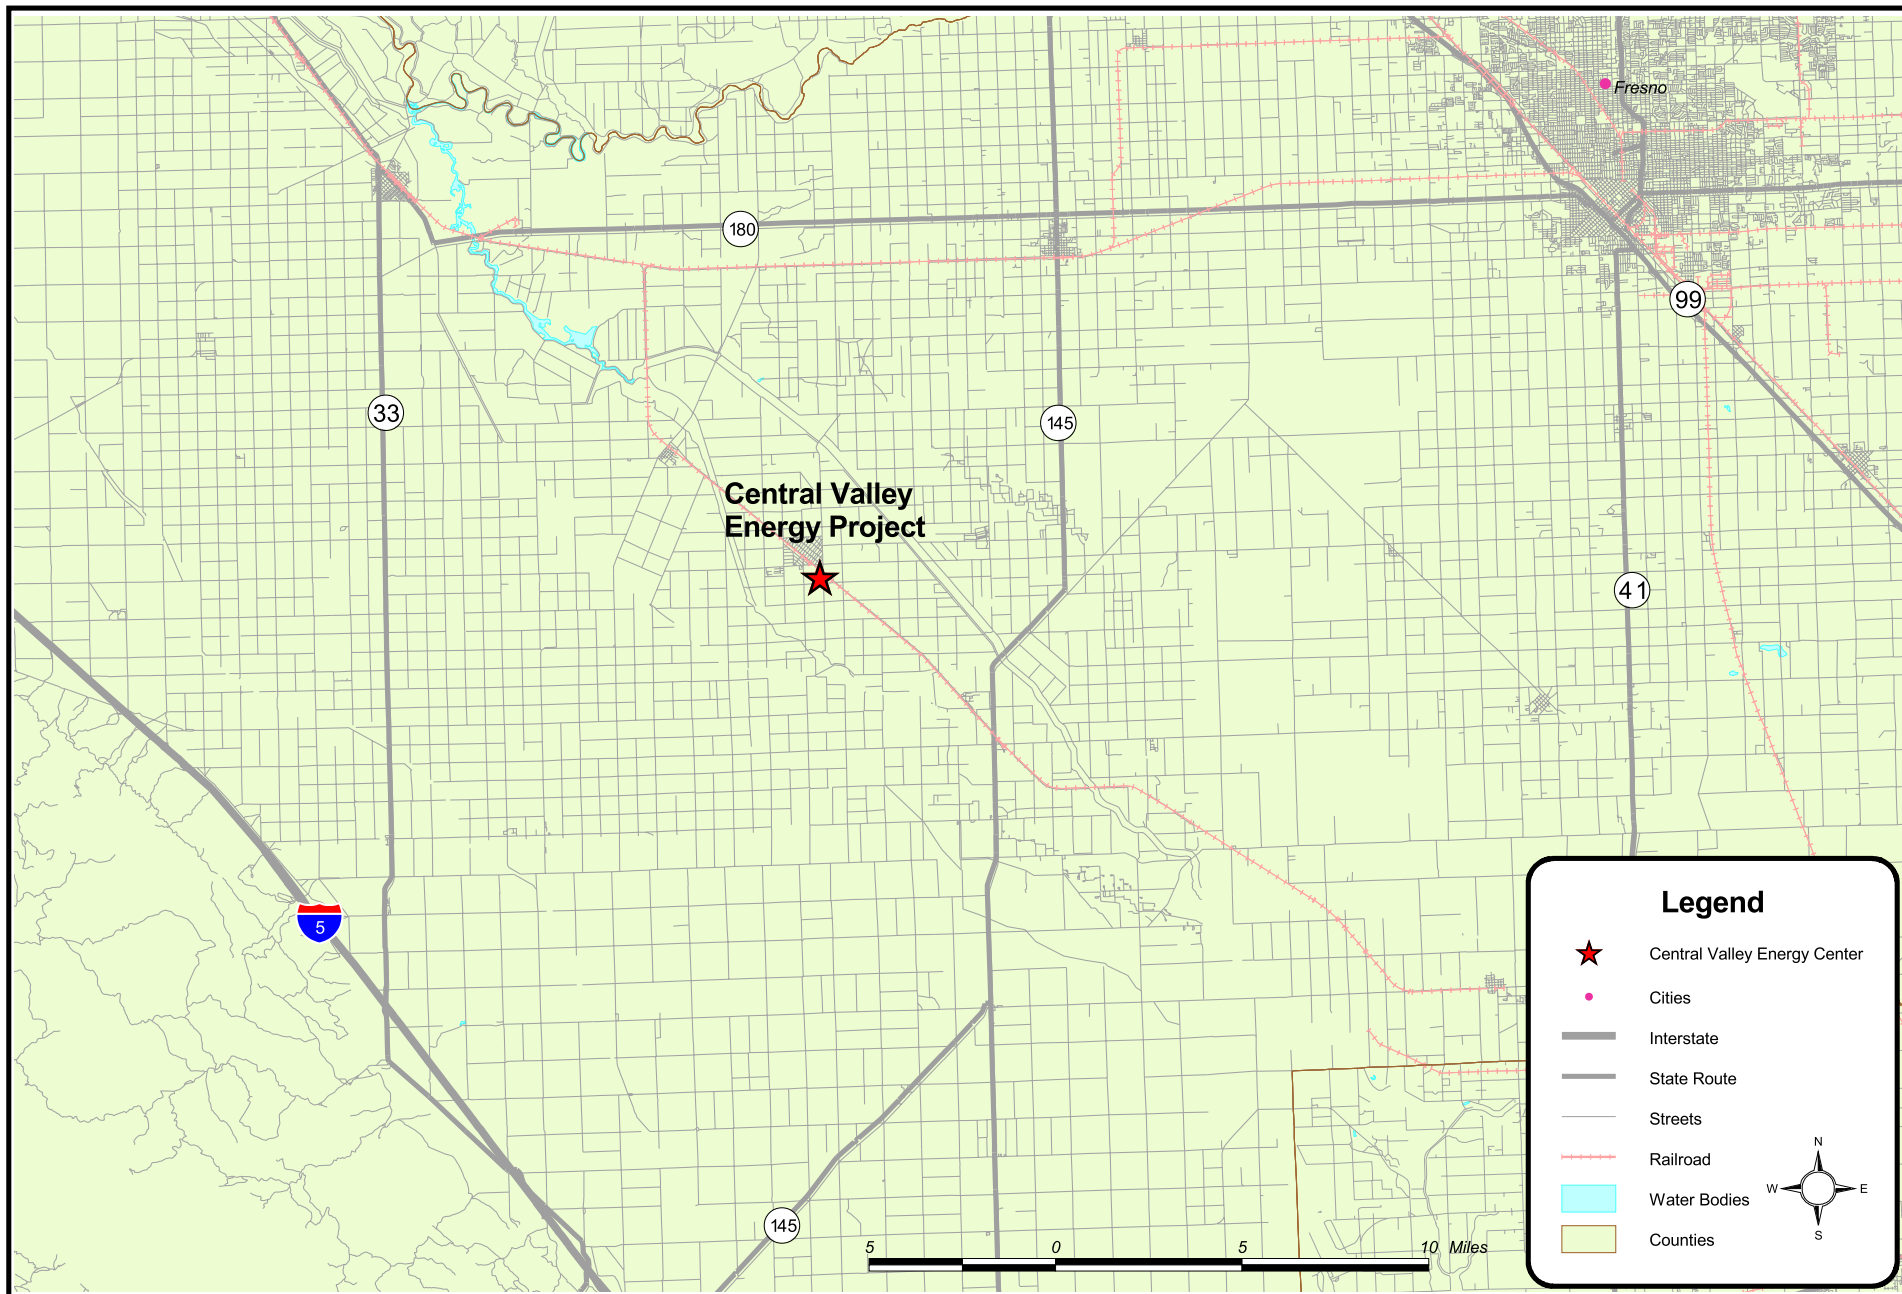 Fresno
180
99
33
145
Central Valley
Energy Project
41
5
145
5 0 5 10 Miles
Legend
Central Valley Energy Center
Cities
Interstate
State Route
Streets
Railroad
Water Bodies
Counties
N
W E
S